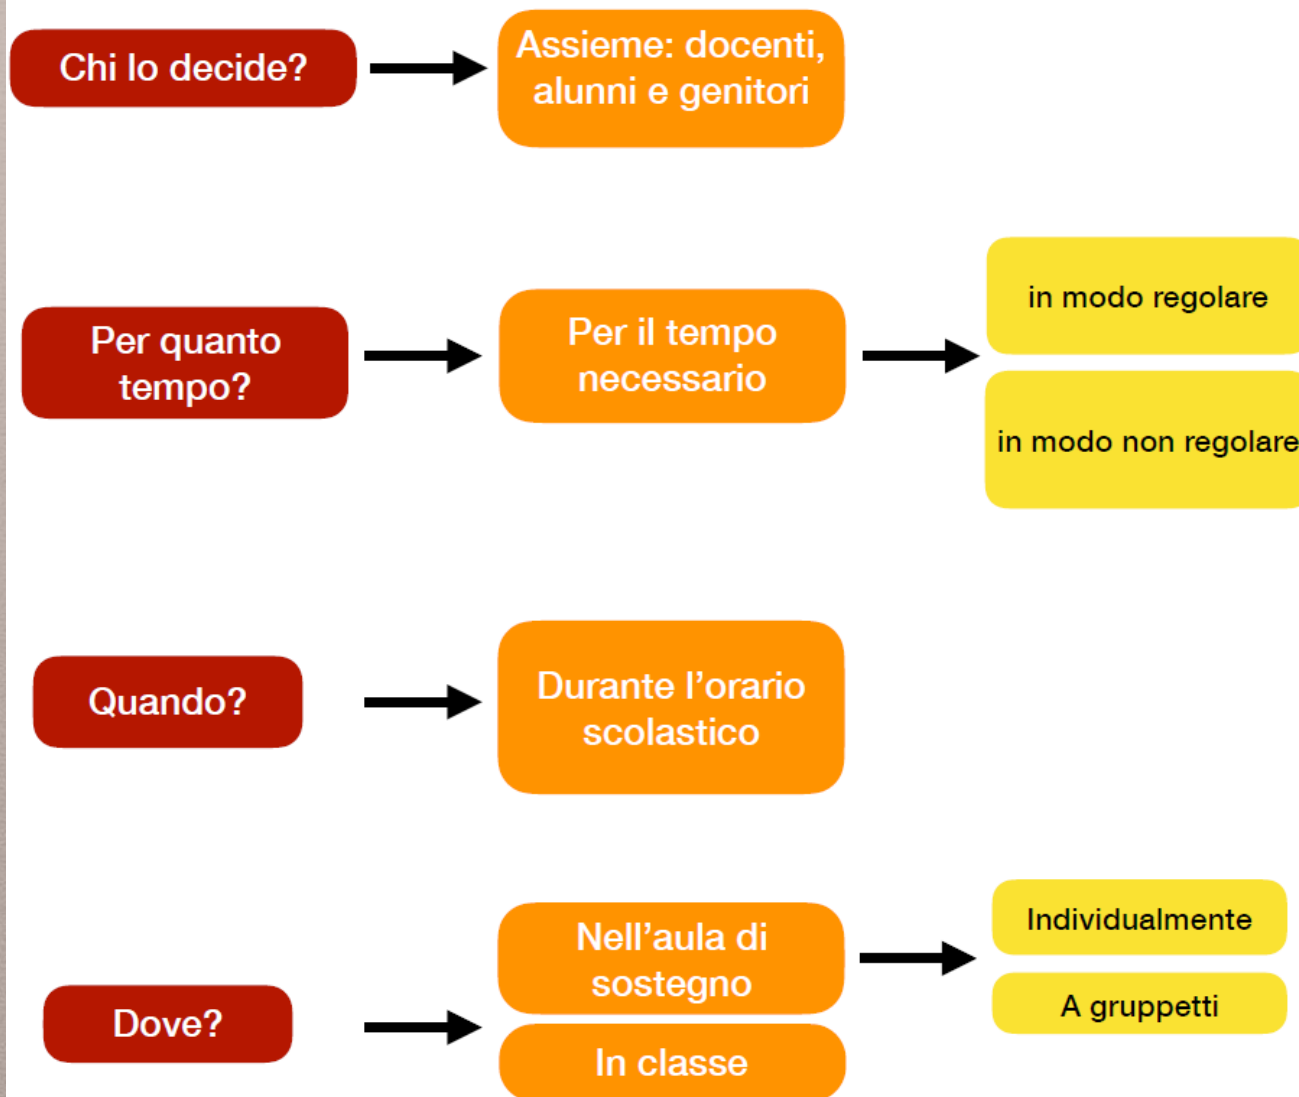 Chi lo decide?
Assieme: docenti,
alunni e genitori
Per quanto
tempo?
Per il tempo
necessario
in modo regolare
in modo non regolare
Quando?
Durante l’orario
scolastico
Dove?
Nell’aula di
sostegno
In classe
Individualmente
A gruppetti